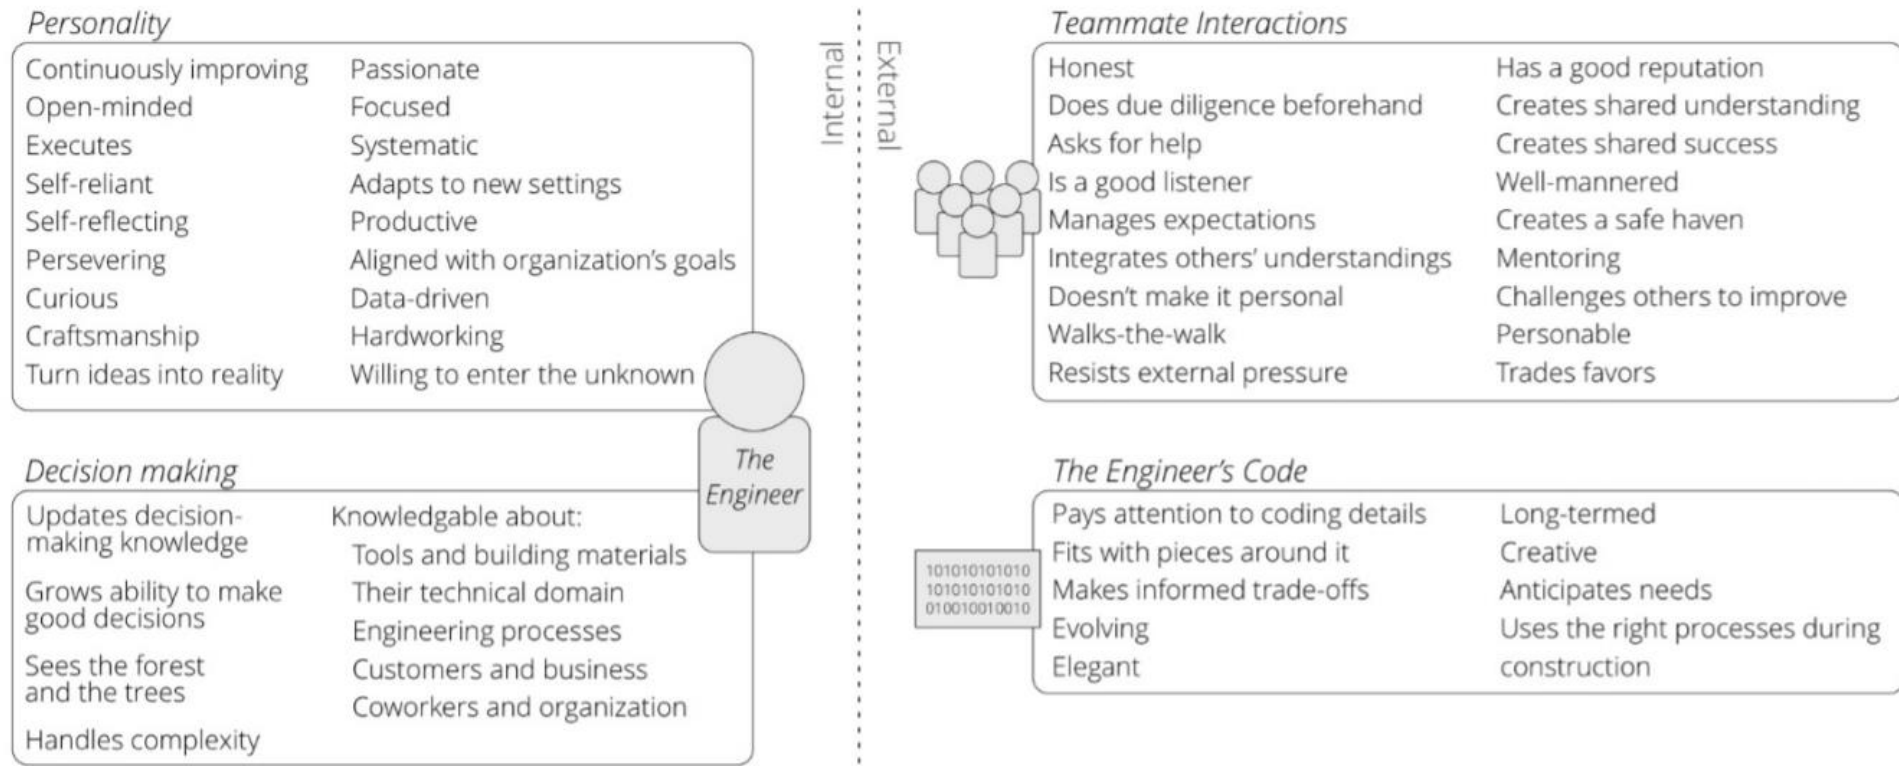 Personality
Continuously improving
Open-minded
Executes
Self-reliant
Self-reflecting
Persevering
Curious
Craftsmanship
Turn ideas into reality
Passionate
Focused
Systematic
Adapts to new settings
Productive
Aligned with organization's goals
Data-driven
Hardworking
Willing to enter the unknown
Decision making
Updates decision-
making knowledge
Grows ability to make
good decisions
Sees the forest
and the trees
Handles complexity
Knowledgable about:
Tools and building materials
Their technical domain
Engineering processes
Customers and business
Coworkers and organization
The
Engineer
Internal
External
Teammate Interactions
Honest
Does due diligence beforehand
Asks for help
Is a good listener
Manages expectations
Integrates others' understandings
Doesn't make it personal
Walks-the-walk
Resists external pressure
Has a good reputation
Creates shared understanding
Creates shared success
Well-mannered
Creates a safe haven
Mentoring
Challenges others to improve
Personable
Trades favors
The Engineer's Code
101010101010
101010101010
010010010010
Pays attention to coding details
Fits with pieces around it
Makes informed trade-offs
Evolving
Elegant
Long-termed
Creative
Anticipates needs
Uses the right processes during
construction